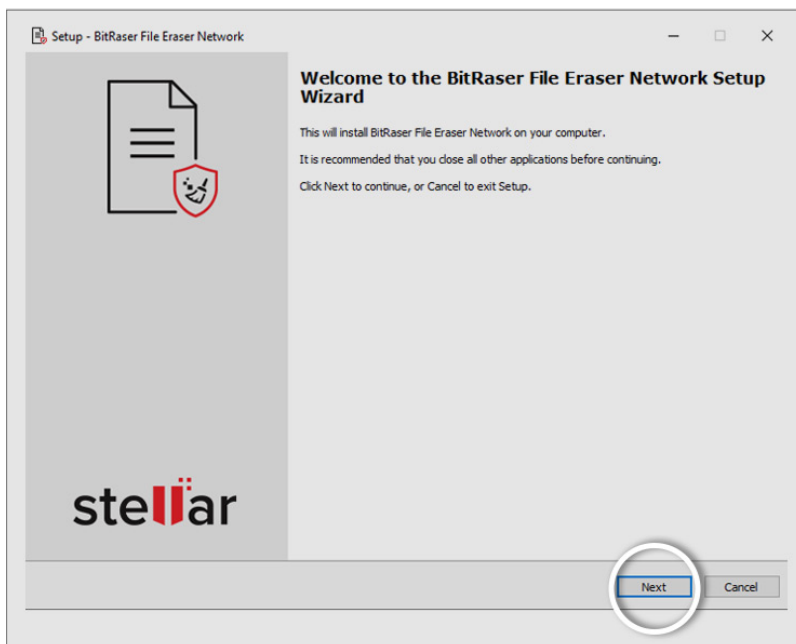 Setup - BitRaser File Eraser Network
Welcome to the BitRaser File Eraser Network Setup
Wizard
This will install BitRaser File Eraser Network on your computer.
It is recommended that you close all other applications before continuing.
Click Next to continue, or Cancel to exit Setup.
stellar
Next
Cancel